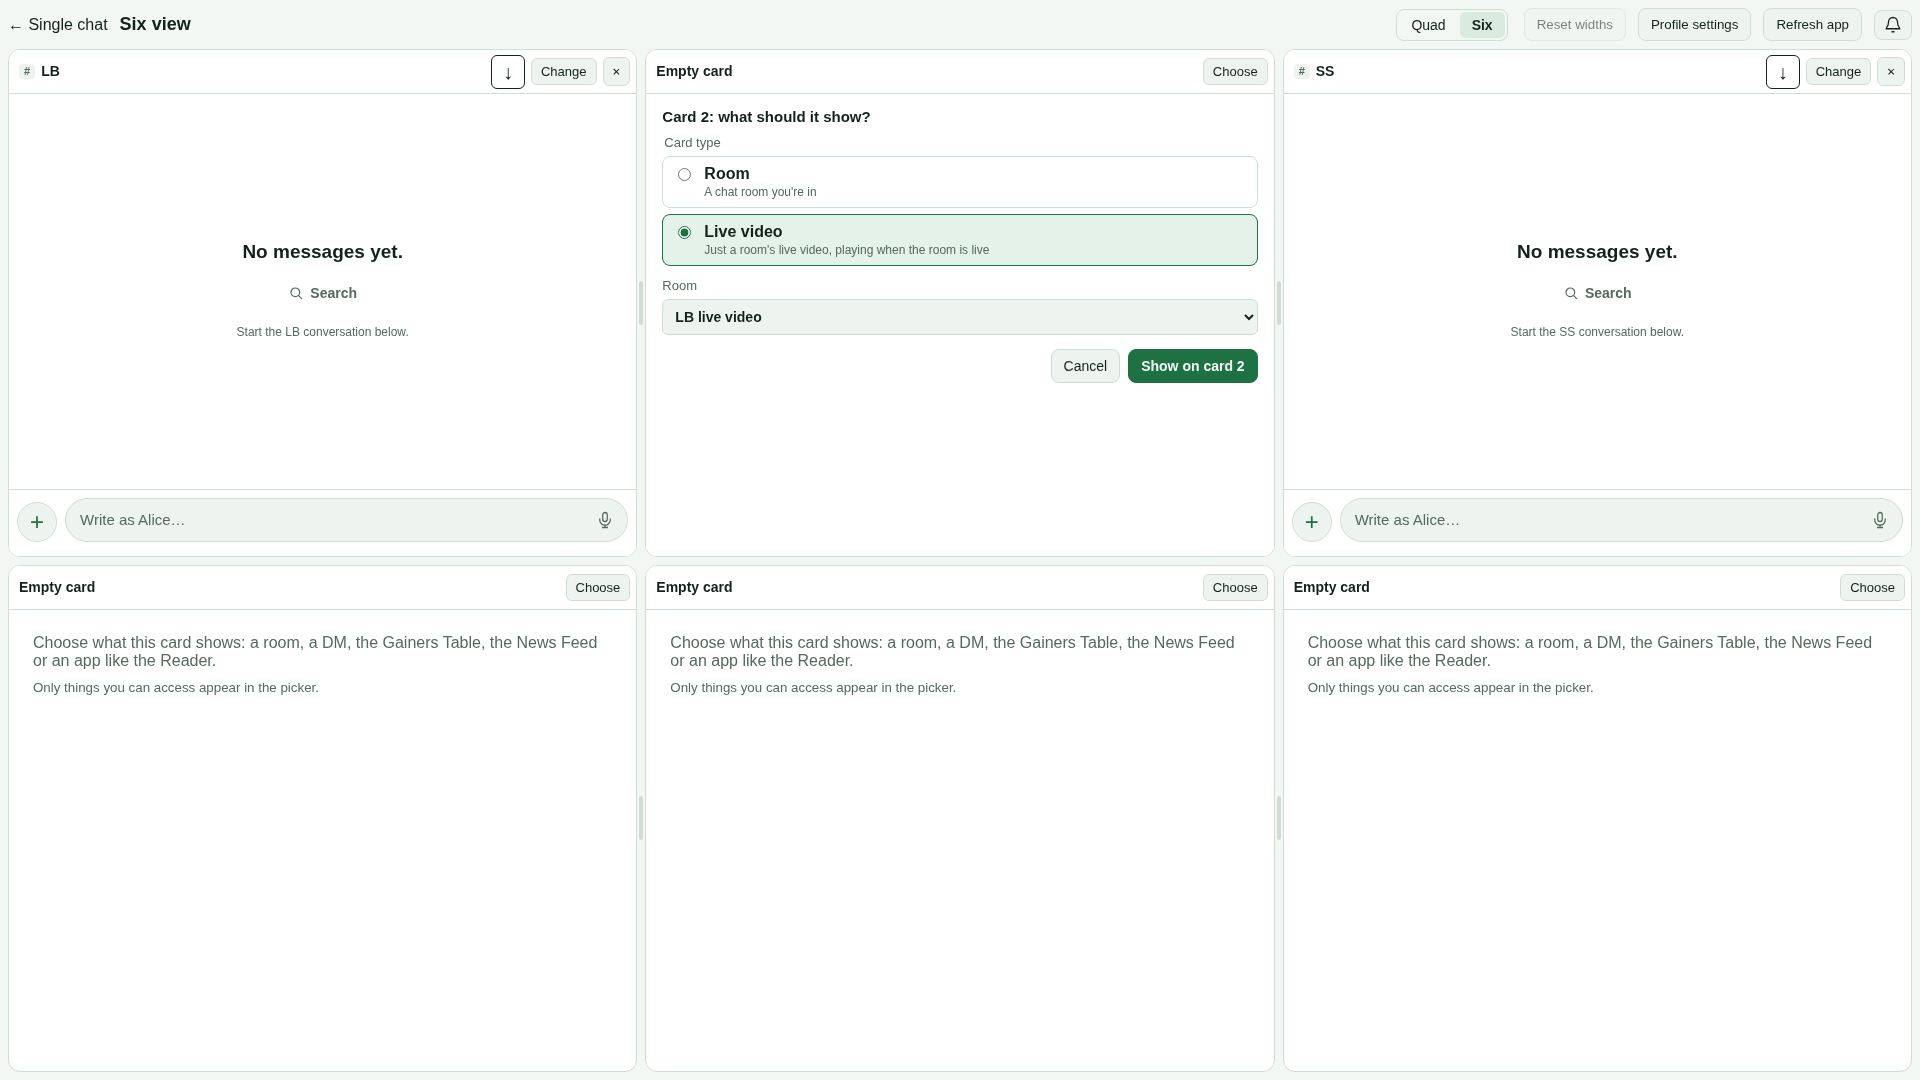 ← Single chat Six view Quad Six Reset widths Profile settings Refresh app
# LB ↓ Change ×
No messages yet.
Search
Start the LB conversation below.
+ Write as Alice…
Empty card Choose
Card 2: what should it show?
Card type
Room
A chat room you're in
Live video
Just a room's live video, playing when the room is live
Room
LB live video
Cancel Show on card 2
# SS ↓ Change ×
No messages yet.
Search
Start the SS conversation below.
+ Write as Alice…
Empty card Choose
Choose what this card shows: a room, a DM, the Gainers Table, the News Feed
or an app like the Reader.
Only things you can access appear in the picker.
Empty card Choose
Choose what this card shows: a room, a DM, the Gainers Table, the News Feed
or an app like the Reader.
Only things you can access appear in the picker.
Empty card Choose
Choose what this card shows: a room, a DM, the Gainers Table, the News Feed
or an app like the Reader.
Only things you can access appear in the picker.